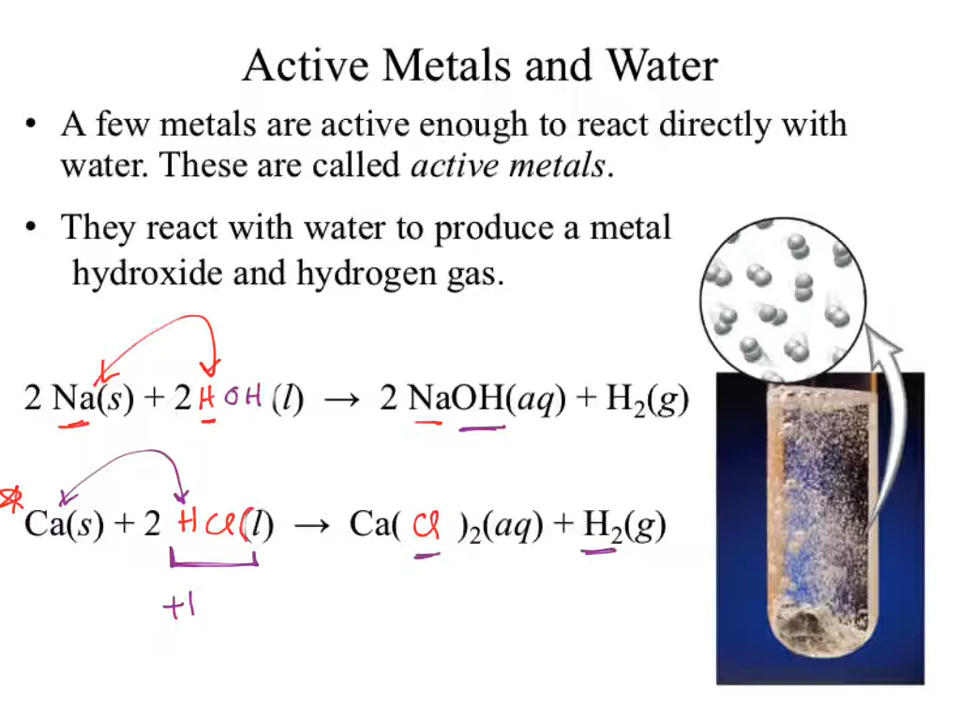 Active Metals and Water
• A few metals are active enough to react directly with
water. These are called active metals.
• They react with water to produce a metal
hydroxide and hydrogen gas.
2 Na(s) + 2 H OH (l) → 2 NaOH(aq) + H₂(g)
Ca(s) + 2 H Cl (l) → Ca( Cl )₂(aq) + H₂(g)
+1